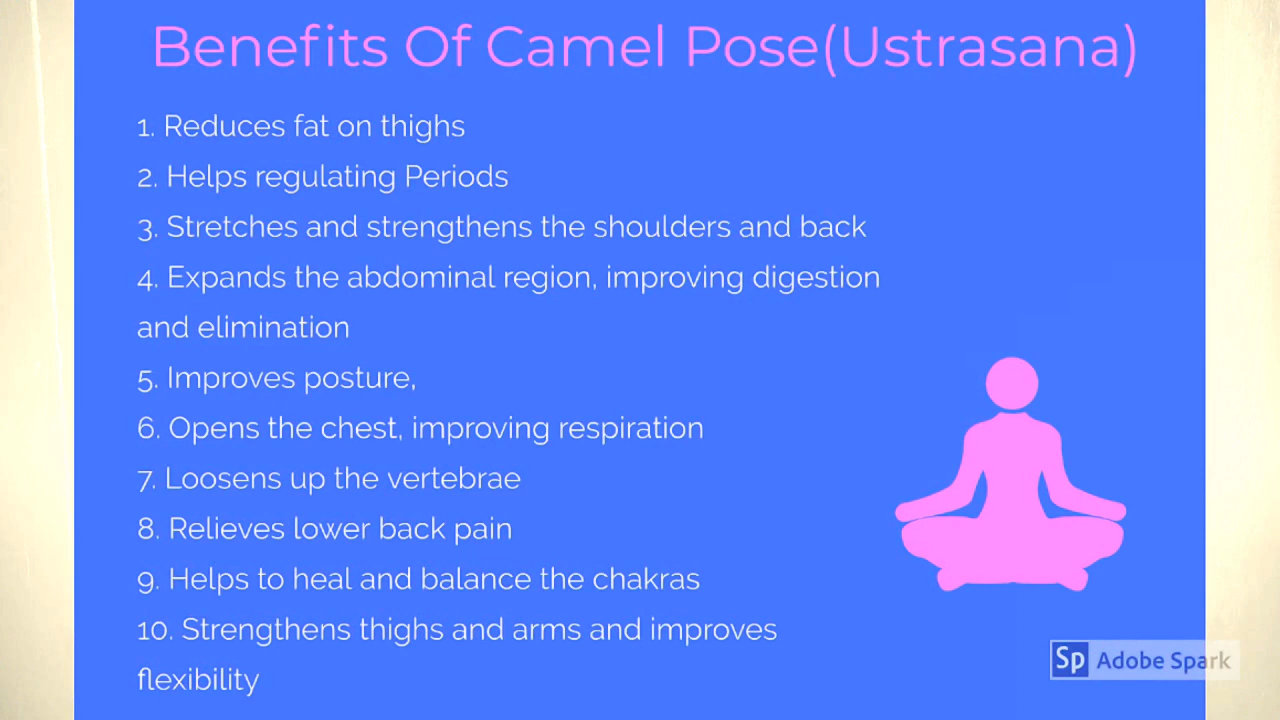 Benefits Of Camel Pose(Ustrasana)
1. Reduces fat on thighs
2. Helps regulating Periods
3. Stretches and strengthens the shoulders and back
4. Expands the abdominal region, improving digestion
and elimination
5. Improves posture,
6. Opens the chest, improving respiration
7. Loosens up the vertebrae
8. Relieves lower back pain
9. Helps to heal and balance the chakras
10. Strengthens thighs and arms and improves
flexibility
Sp Adobe Spark